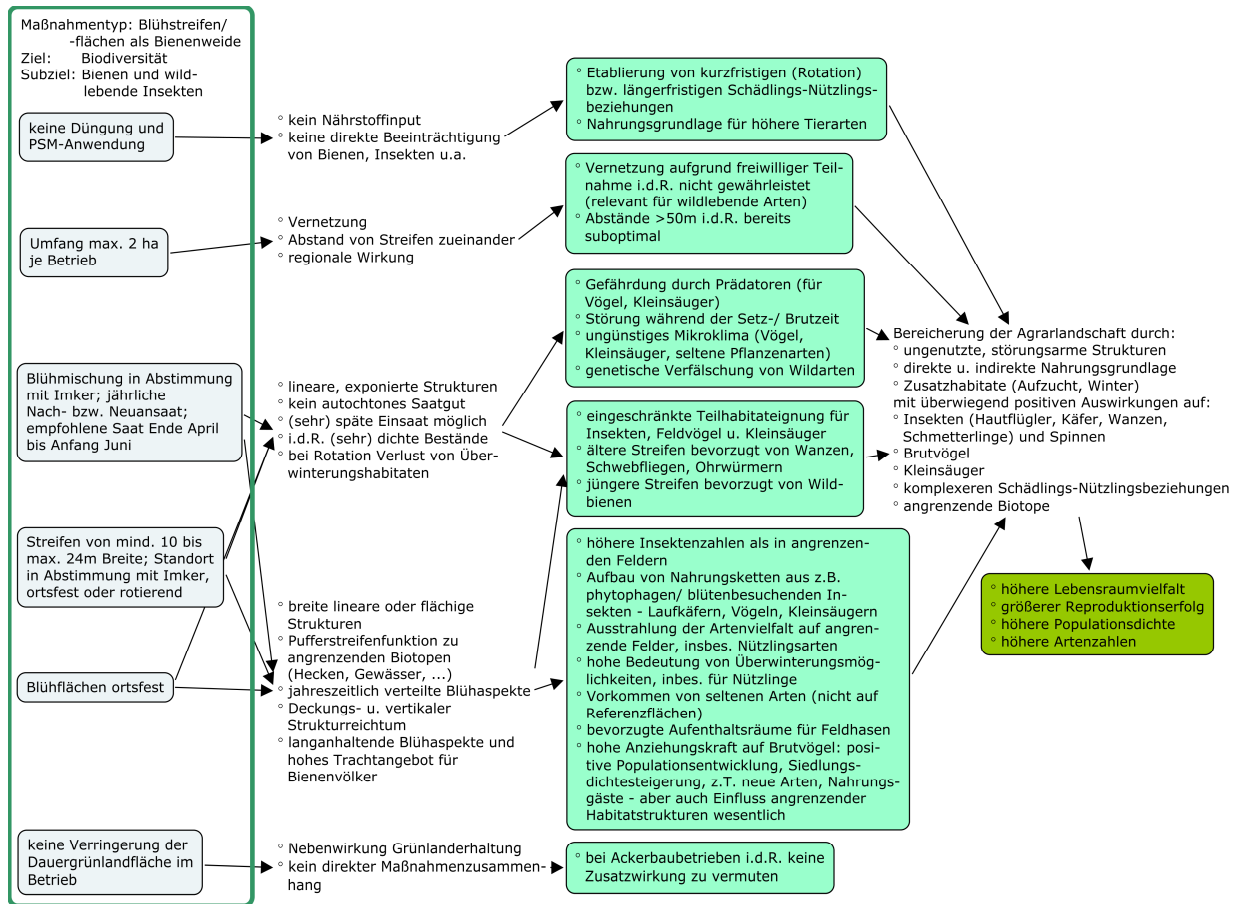 Maßnahmentyp: Blühstreifen/
-flächen als Bienenweide
Ziel: Biodiversität
Subziel: Bienen und wild-
lebende Insekten
keine Düngung und
PSM-Anwendung
Umfang max. 2 ha
je Betrieb
Blühmischung in Abstimmung
mit Imker; jährliche
Nach- bzw. Neuansaat;
empfohlene Saat Ende April
bis Anfang Juni
Streifen von mind. 10 bis
max. 24m Breite; Standort
in Abstimmung mit Imker,
ortsfest oder rotierend
Blühflächen ortsfest
keine Verringerung der
Dauergrünlandfläche im
Betrieb
° kein Nährstoffinput
° keine direkte Beeinträchtigung
von Bienen, Insekten u.a.
° Vernetzung
° Abstand von Streifen zueinander
° regionale Wirkung
° lineare, exponierte Strukturen
° kein autochtones Saatgut
° (sehr) späte Einsaat möglich
° i.d.R. (sehr) dichte Bestände
° bei Rotation Verlust von Über-
winterungshabitaten
° breite lineare oder flächige
Strukturen
° Pufferstreifenfunktion zu
angrenzenden Biotopen
(Hecken, Gewässer, ...)
° jahreszeitlich verteilte Blühaspekte
° Deckungs- u. vertikaler
Strukturreichtum
° langanhaltende Blühaspekte und
hohes Trachtangebot für
Bienenvölker
° Nebenwirkung Grünlanderhaltung
° kein direkter Maßnahmenzusammen-
hang
° Etablierung von kurzfristigen (Rotation)
bzw. längerfristigen Schädlings-Nützlings-
beziehungen
° Nahrungsgrundlage für höhere Tierarten
° Vernetzung aufgrund freiwilliger Teil-
nahme i.d.R. nicht gewährleistet
(relevant für wildlebende Arten)
° Abstände >50m i.d.R. bereits
suboptimal
° Gefährdung durch Prädatoren (für
Vögel, Kleinsäuger)
° Störung während der Setz-/ Brutzeit
° ungünstiges Mikroklima (Vögel,
Kleinsäuger, seltene Pflanzenarten)
° genetische Verfälschung von Wildarten
° eingeschränkte Teilhabitateignung für
Insekten, Feldvögel u. Kleinsäuger
° ältere Streifen bevorzugt von Wanzen,
Schwebfliegen, Ohrwürmern
° jüngere Streifen bevorzugt von Wild-
bienen
° höhere Insektenzahlen als in angrenzen-
den Feldern
° Aufbau von Nahrungsketten aus z.B.
phytophagen/ blütenbesuchenden In-
sekten - Laufkäfern, Vögeln, Kleinsäugern
° Ausstrahlung der Artenvielfalt auf angren-
zende Felder, insbes. Nützlingsarten
° hohe Bedeutung von Überwinterungsmög-
lichkeiten, inbes. für Nützlinge
° Vorkommen von seltenen Arten (nicht auf
Referenzflächen)
° bevorzugte Aufenthaltsräume für Feldhasen
° hohe Anziehungskraft auf Brutvögel: posi-
tive Populationsentwicklung, Siedlungs-
dichtesteigerung, z.T. neue Arten, Nahrungs-
gäste - aber auch Einfluss angrenzender
Habitatstrukturen wesentlich
° bei Ackerbaubetrieben i.d.R. keine
Zusatzwirkung zu vermuten
Bereicherung der Agrarlandschaft durch:
° ungenutzte, störungsarme Strukturen
° direkte u. indirekte Nahrungsgrundlage
° Zusatzhabitate (Aufzucht, Winter)
mit überwiegend positiven Auswirkungen auf:
° Insekten (Hautflügler, Käfer, Wanzen,
Schmetterlinge) und Spinnen
° Brutvögel
° Kleinsäuger
° komplexeren Schädlings-Nützlingsbeziehungen
° angrenzende Biotope
° höhere Lebensraumvielfalt
° größerer Reproduktionserfolg
° höhere Populationsdichte
° höhere Artenzahlen